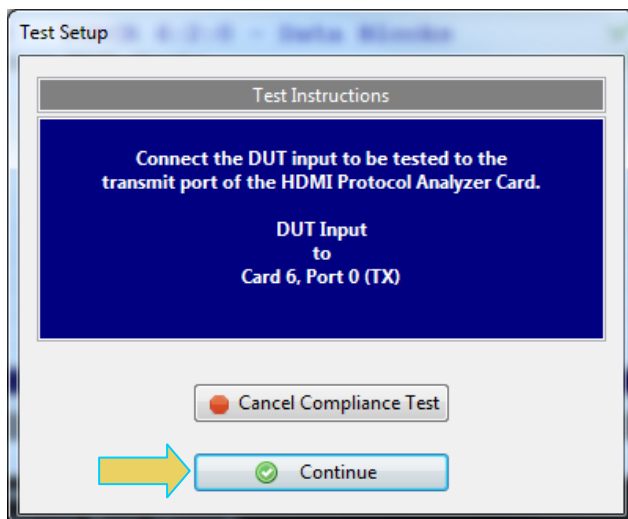 Test Setup
Test Instructions
Connect the DUT input to be tested to the
transmit port of the HDMI Protocol Analyzer Card.
DUT Input
to
Card 6, Port 0 (TX)
Cancel Compliance Test
Continue